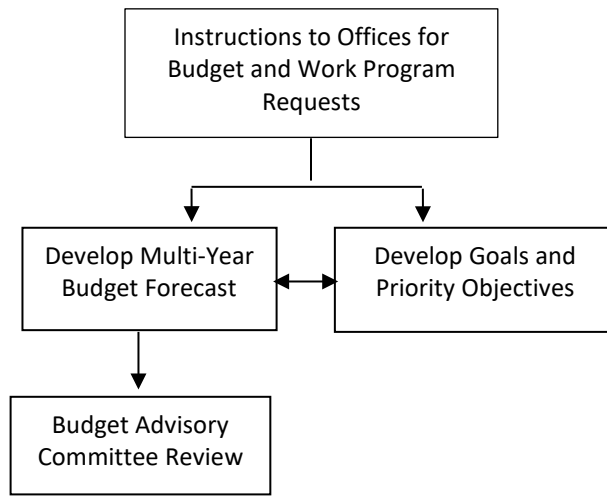 Instructions to Offices for
Budget and Work Program
Requests
Develop Multi-Year
Budget Forecast
Develop Goals and
Priority Objectives
Budget Advisory
Committee Review